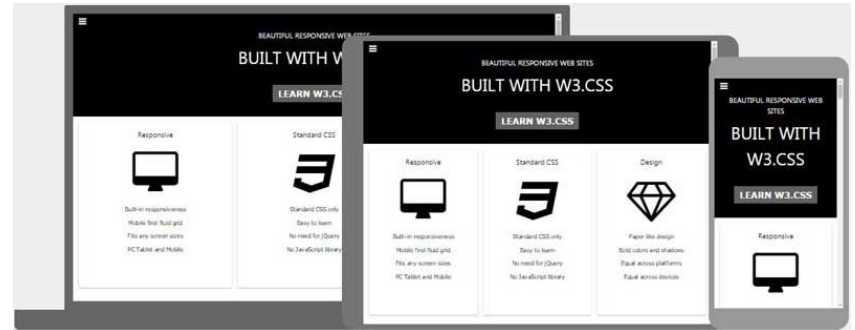 BEAUTIFUL RESPONSIVE WEB SITES
BUILT WITH W
LEARN W3.CS
Responsive
Built-in responsiveness
Mobile first fluid grid
Fits any screen sizes
PC Tablet and Mobile
Standard CSS
Standard CSS only
Easy to learn
No need for jQuery
No JavaScript library
BEAUTIFUL RESPONSIVE WEB SITES
BUILT WITH W3.CSS
LEARN W3.CSS
Responsive
Built-in responsiveness
Mobile first fluid grid
Fits any screen sizes
PC Tablet and Mobile
Standard CSS
Standard CSS only
Easy to learn
No need for jQuery
No JavaScript library
Design
Paper like design
Bold colors and shadows
Equal across platforms
Equal across devices
BEAUTIFUL RESPONSIVE WEB
SITES
BUILT WITH
W3.CSS
LEARN W3.CSS
Responsive